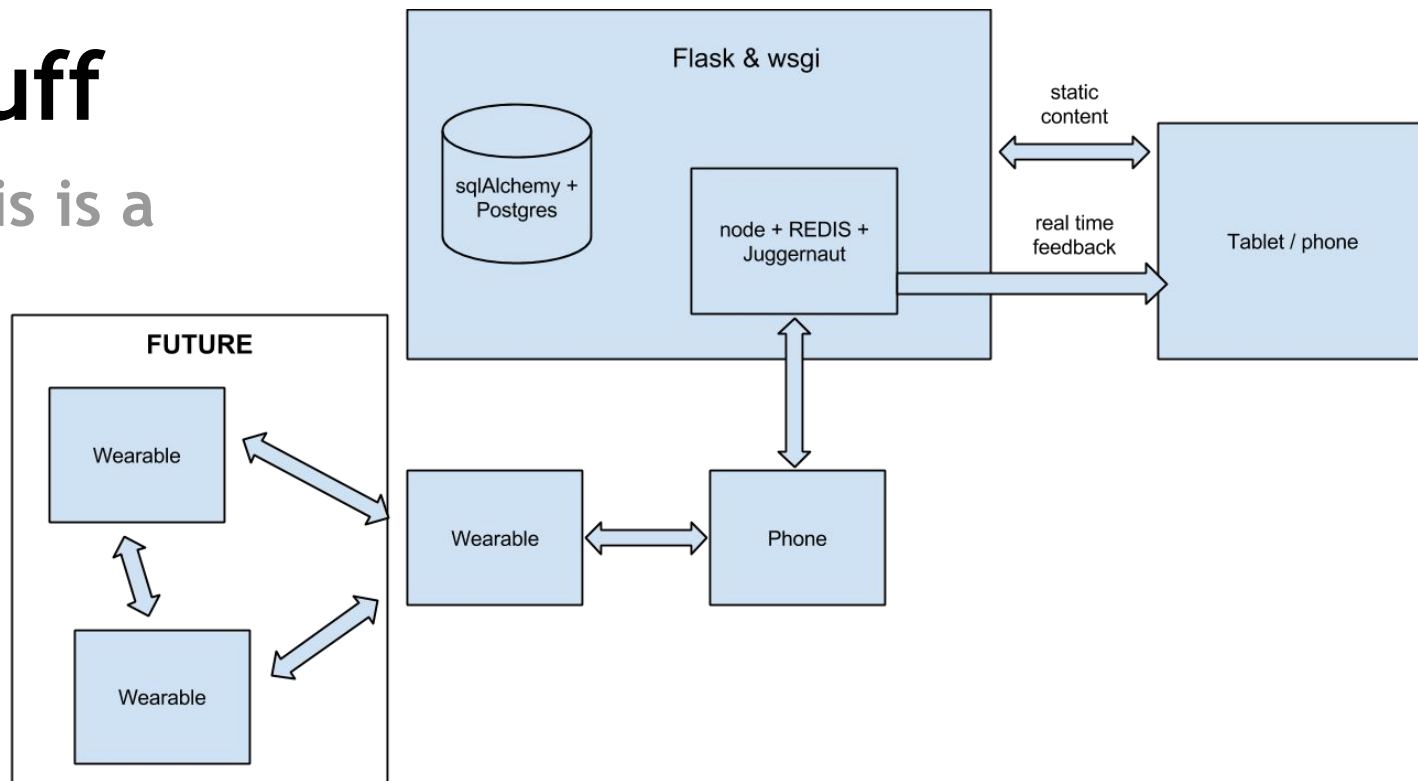 uff
is is a
Flask & wsgi
static
content
sqlAlchemy +
Postgres
node + REDIS +
Juggernaut
real time
feedback
Tablet / phone
FUTURE
Wearable
Wearable
Phone
Wearable